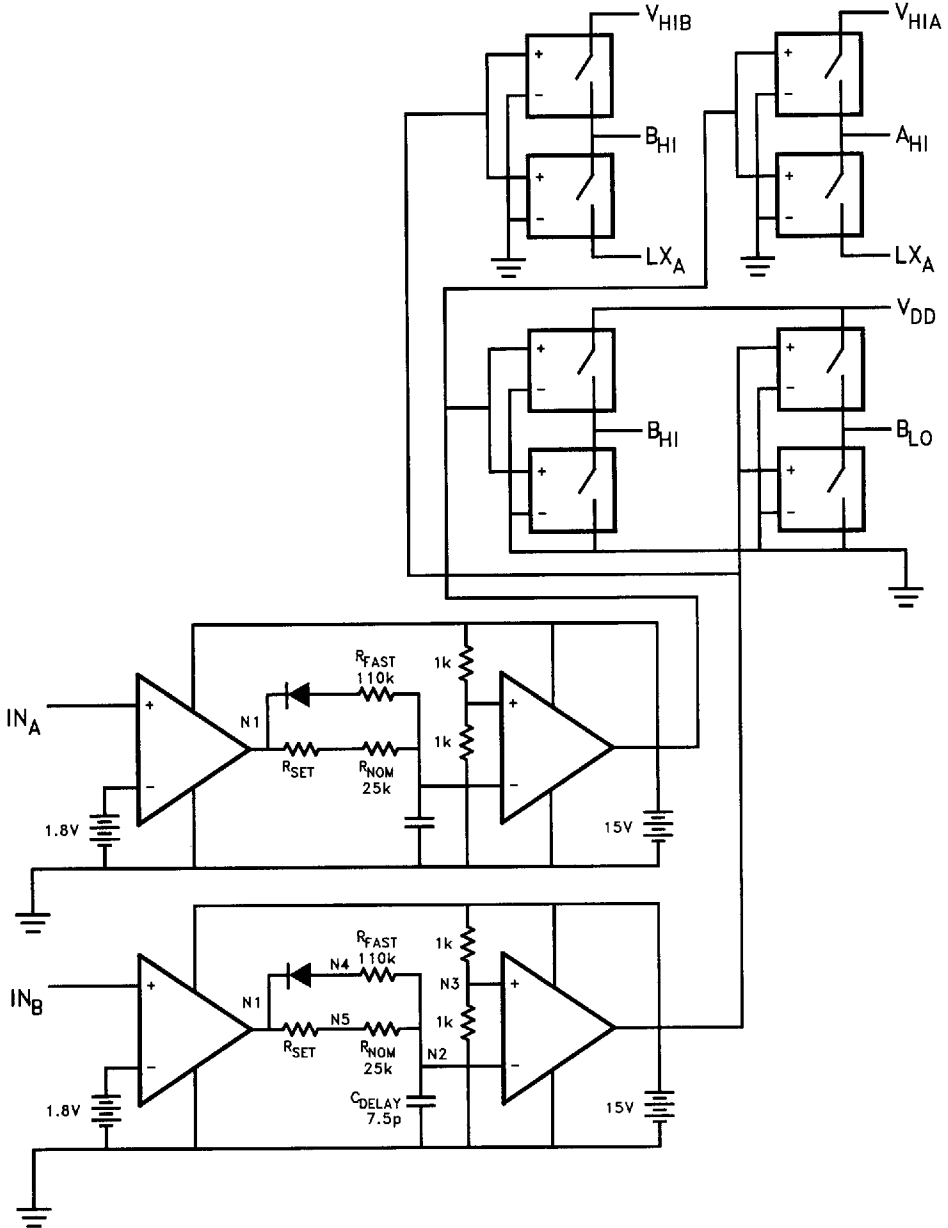 V_HIB
V_HIA
+
+
-
-
B_HI
A_HI
+
+
-
-
LX_A
LX_A
V_DD
+
+
-
-
B_HI
B_LO
+
+
-
-
R_FAST
110k
1k
IN_A
+
N1
+
1k
R_SET
R_NOM
25k
-
-
1.8V
15V
R_FAST
110k
1k
IN_B
+
N1
N4
N3
+
1k
N5
R_SET
R_NOM
25k
N2
-
-
1.8V
C_DELAY
7.5p
15V